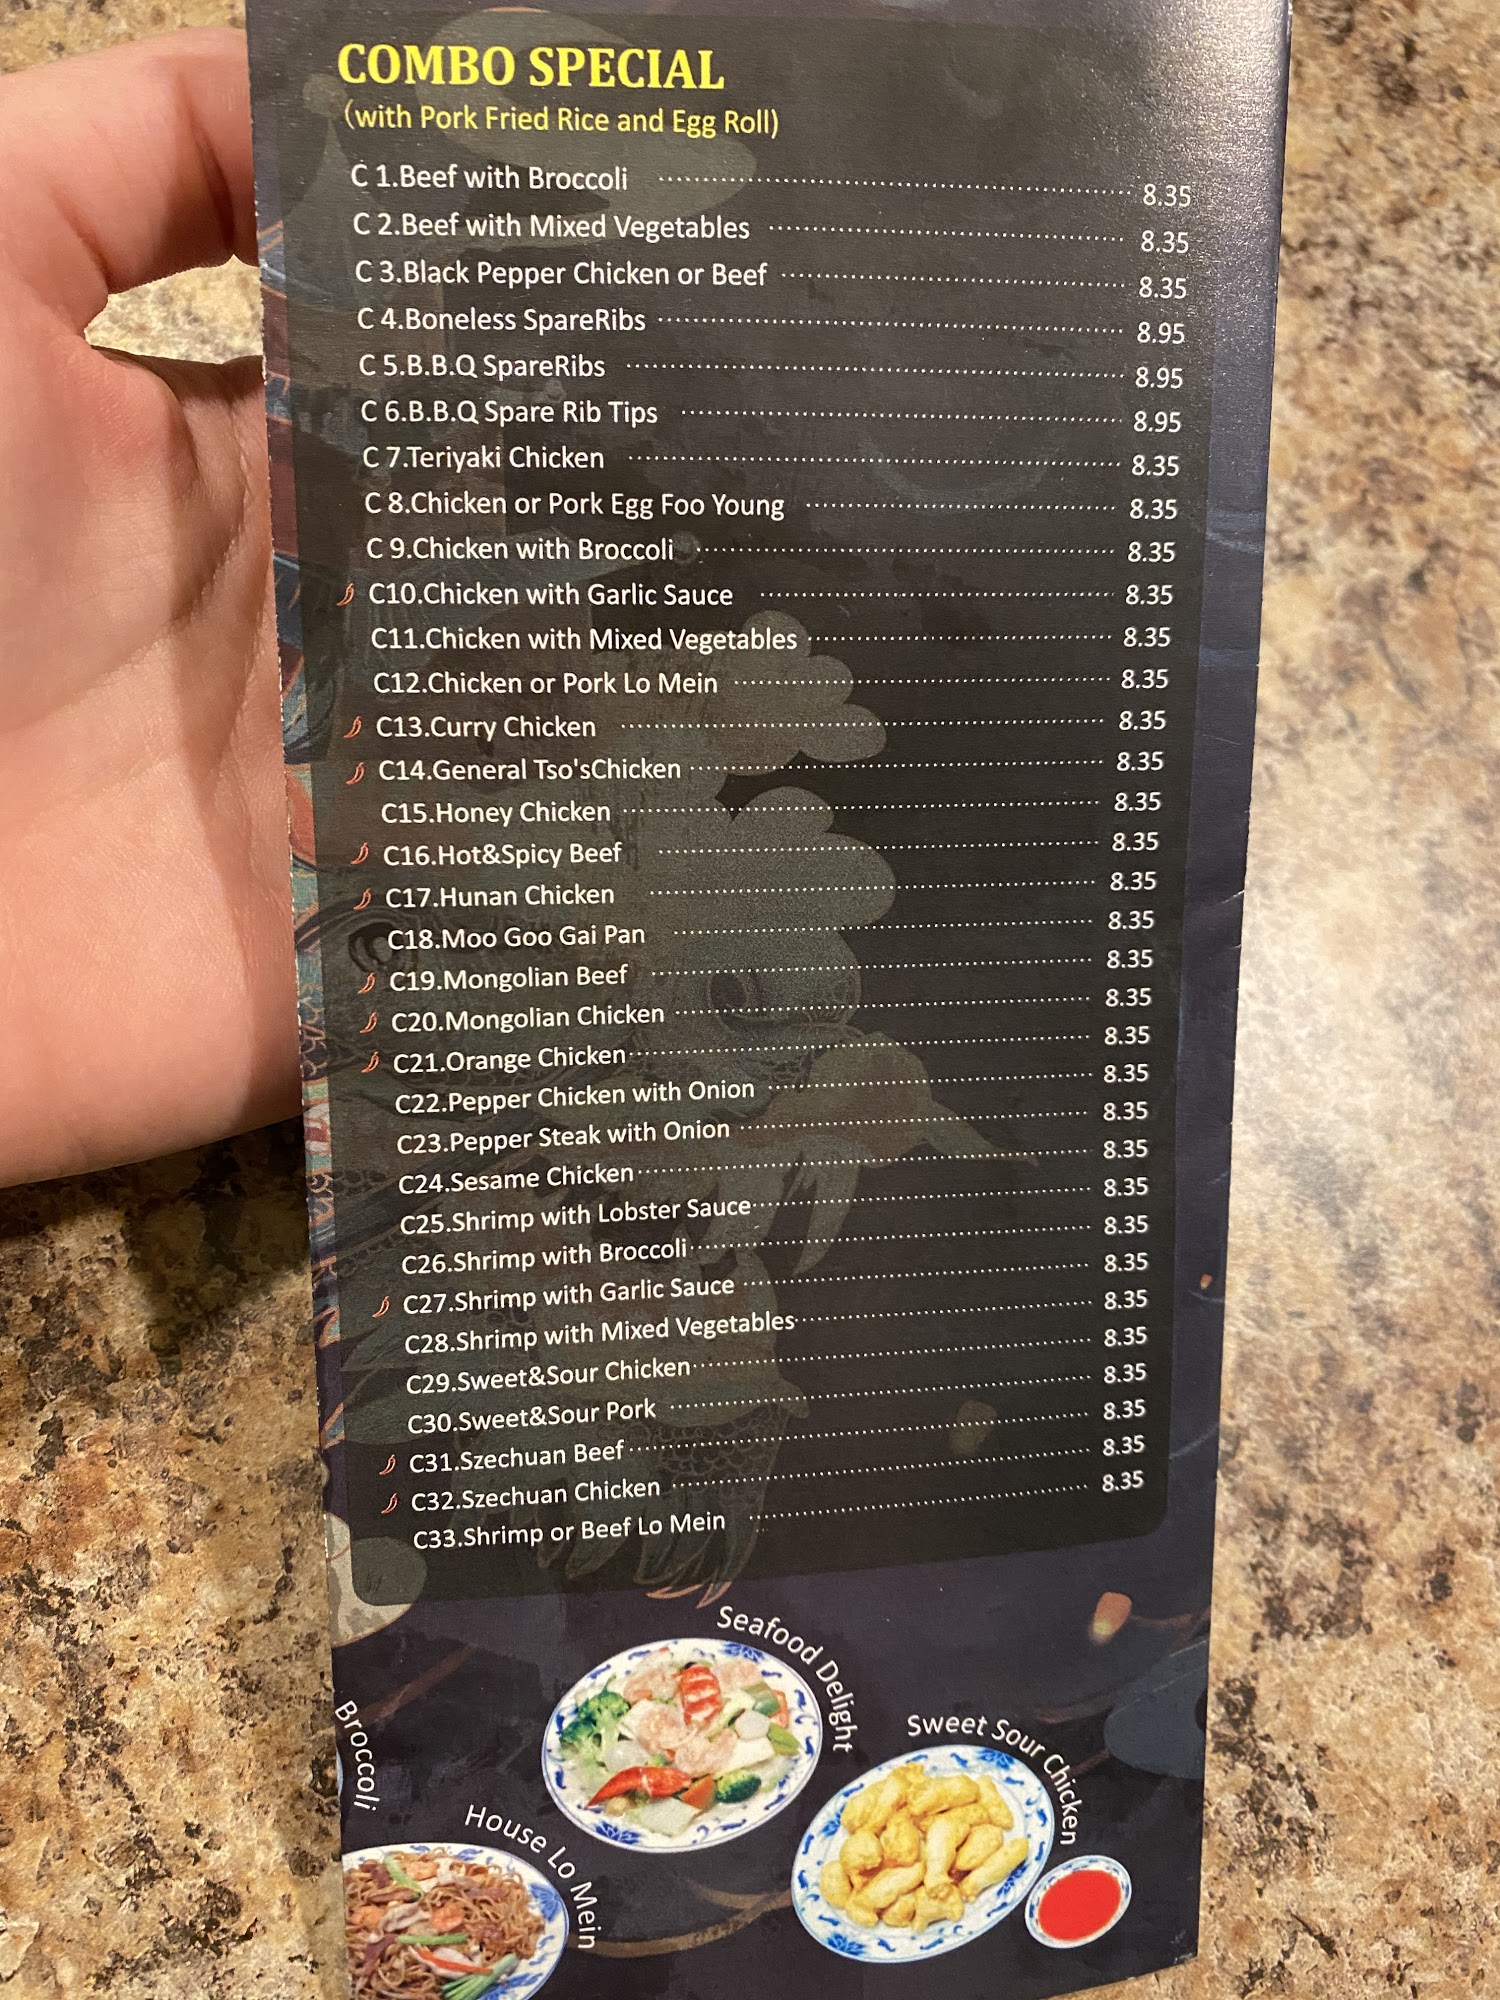 COMBO SPECIAL
(with Pork Fried Rice and Egg Roll)
C 1.Beef with Broccoli 8.35
C 2.Beef with Mixed Vegetables 8.35
C 3.Black Pepper Chicken or Beef 8.35
C 4.Boneless SpareRibs 8.95
C 5.B.B.Q SpareRibs 8.95
C 6.B.B.Q Spare Rib Tips 8.95
C 7.Teriyaki Chicken 8.35
C 8.Chicken or Pork Egg Foo Young 8.35
C 9.Chicken with Broccoli 8.35
C10.Chicken with Garlic Sauce 8.35
C11.Chicken with Mixed Vegetables 8.35
C12.Chicken or Pork Lo Mein 8.35
C13.Curry Chicken 8.35
C14.General Tso'sChicken 8.35
C15.Honey Chicken 8.35
C16.Hot&Spicy Beef 8.35
C17.Hunan Chicken 8.35
C18.Moo Goo Gai Pan 8.35
C19.Mongolian Beef 8.35
C20.Mongolian Chicken 8.35
C21.Orange Chicken 8.35
C22.Pepper Chicken with Onion 8.35
C23.Pepper Steak with Onion 8.35
C24.Sesame Chicken 8.35
C25.Shrimp with Lobster Sauce 8.35
C26.Shrimp with Broccoli 8.35
C27.Shrimp with Garlic Sauce 8.35
C28.Shrimp with Mixed Vegetables 8.35
C29.Sweet&Sour Chicken 8.35
C30.Sweet&Sour Pork 8.35
C31.Szechuan Beef 8.35
C32.Szechuan Chicken 8.35
C33.Shrimp or Beef Lo Mein 8.35
Seafood Delight
Broccoli
Sweet Sour Chicken
House Lo Mein